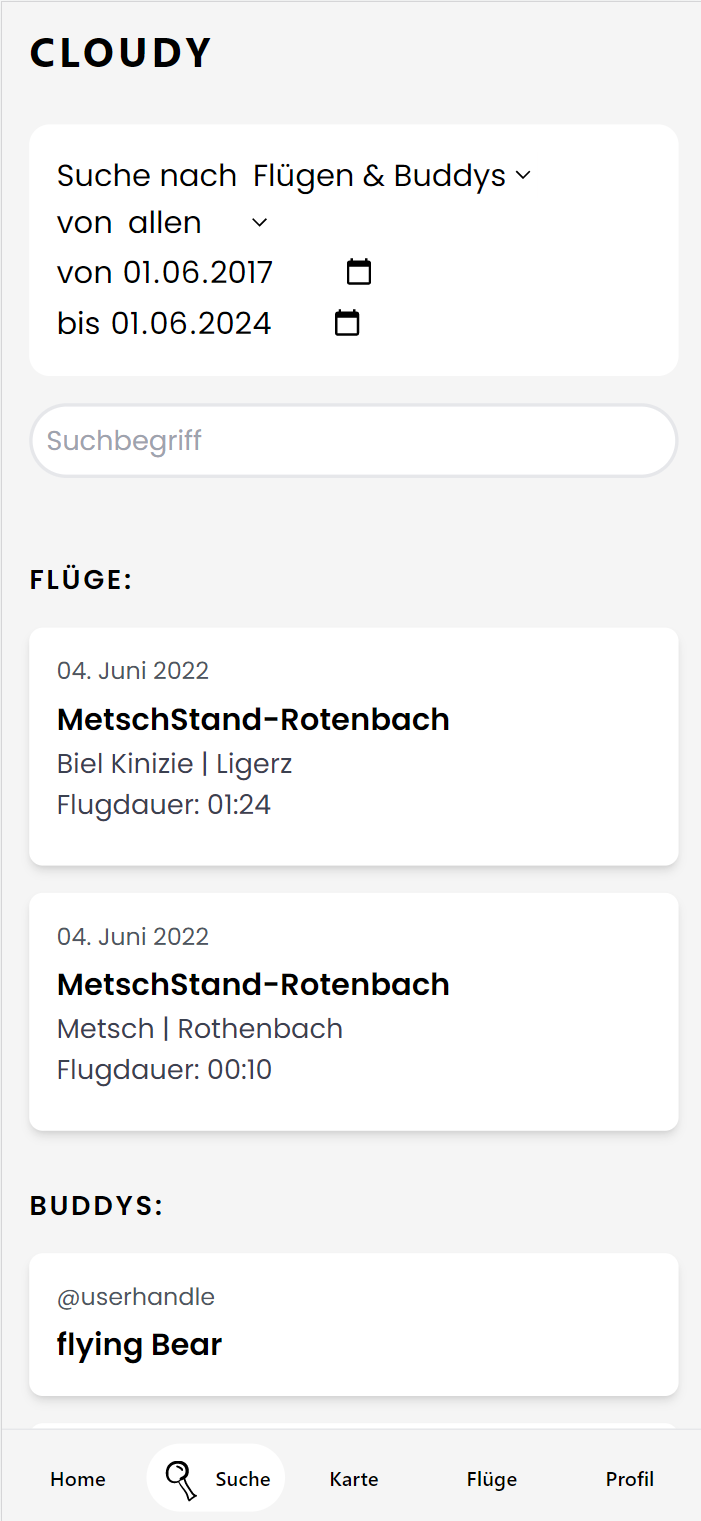 CLOUDY
Suche nach Flügen & Buddys
von allen
von 01.06.2017
bis 01.06.2024
Suchbegriff
FLÜGE:
04. Juni 2022
MetschStand-Rotenbach
Biel Kinizie | Ligerz
Flugdauer: 01:24
04. Juni 2022
MetschStand-Rotenbach
Metsch | Rothenbach
Flugdauer: 00:10
BUDDYS:
@userhandle
flying Bear
Home Suche Karte Flüge Profil